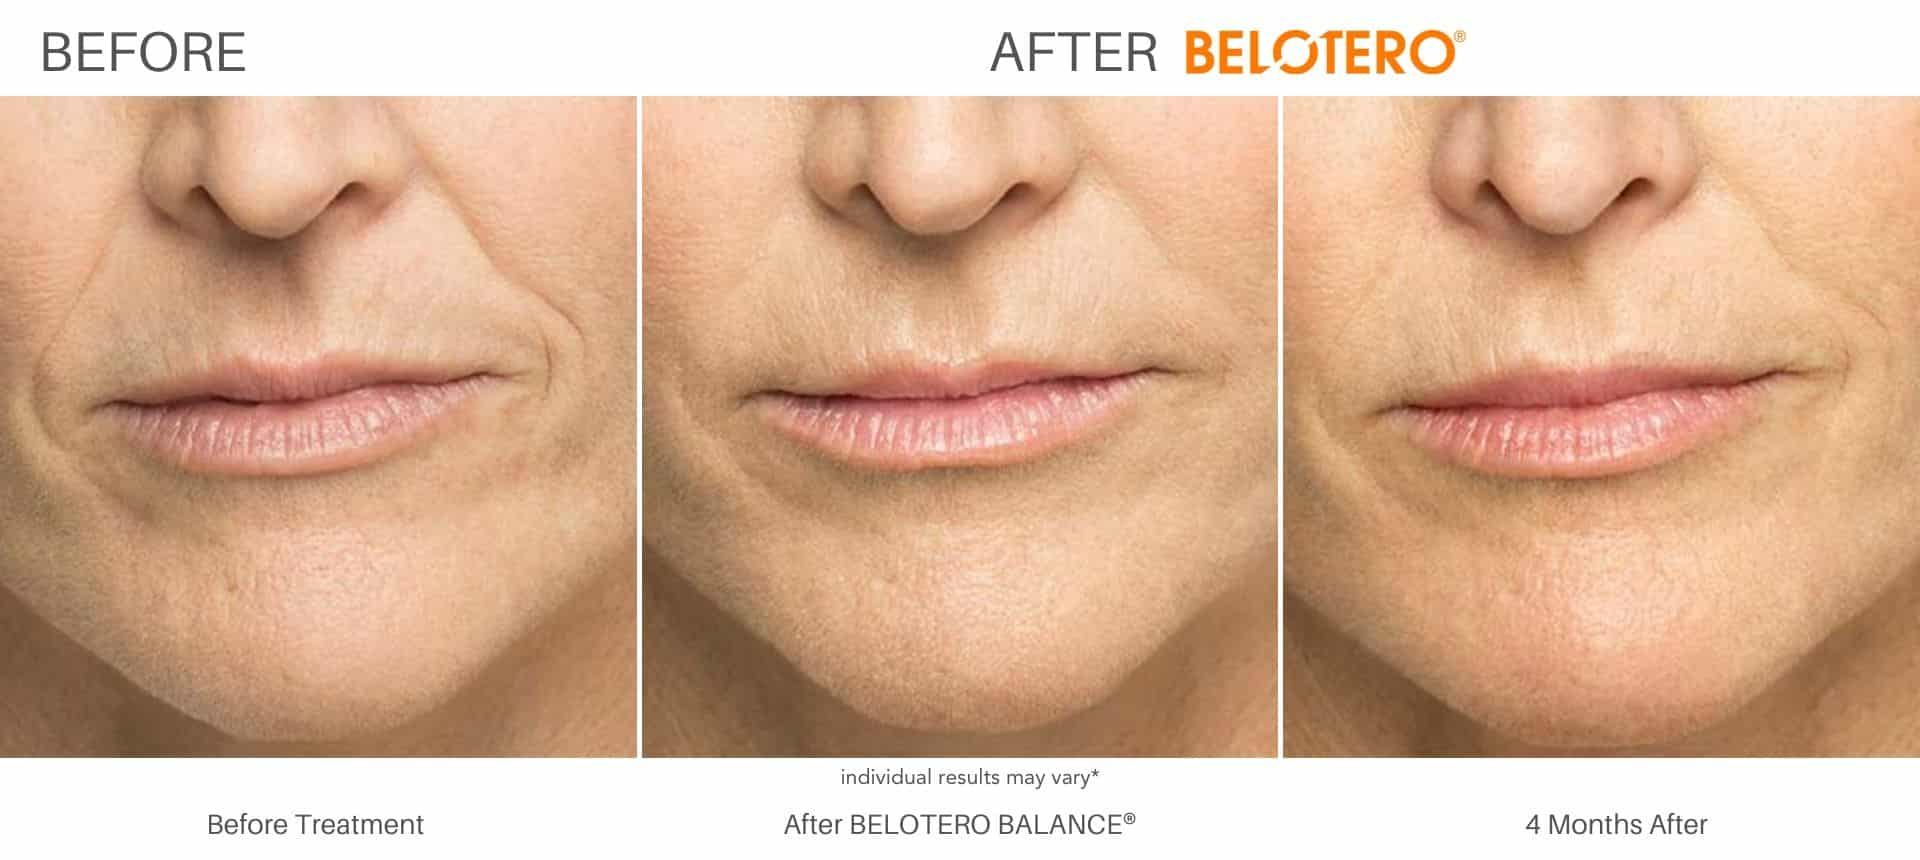 BEFORE
AFTER BELOTERO®
individual results may vary*
Before Treatment
After BELOTERO BALANCE®
4 Months After